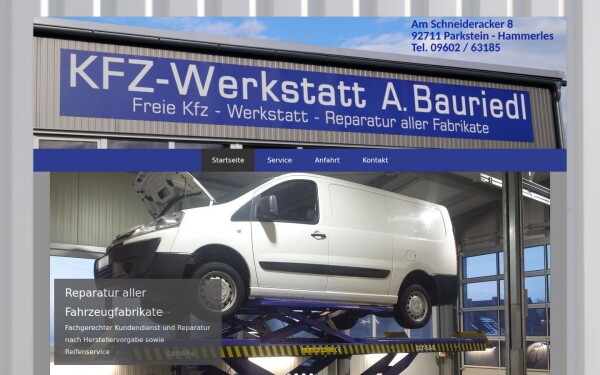 Am Schneideracker 8
92711 Parkstein - Hammerles
Tel. 09602 / 63185
KFZ-Werkstatt A. Bauriedl
Freie Kfz - Werkstatt - Reparatur aller Fabrikate
Startseite Service Anfahrt Kontakt
Reparatur aller
Fahrzeugfabrikate
Fachgerechter Kundendienst und Reparatur
nach Herstellervorgabe sowie
Reifenservice